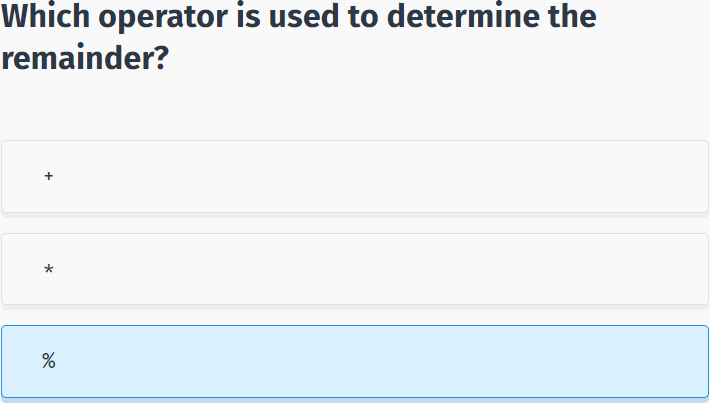 Which operator is used to determine the
remainder?
+
*
%